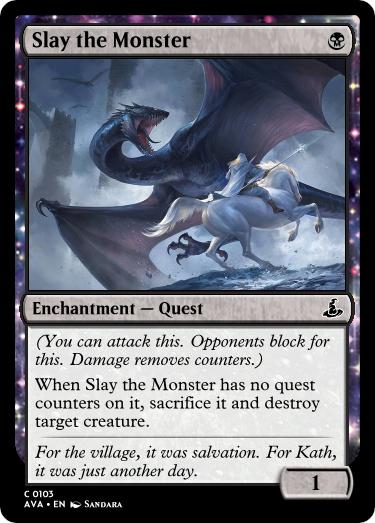 Slay the Monster
Enchantment — Quest
(You can attack this. Opponents block for
this. Damage removes counters.)
When Slay the Monster has no quest
counters on it, sacrifice it and destroy
target creature.
For the village, it was salvation. For Kath,
it was just another day.
1
C 0103
AVA • EN Sandara